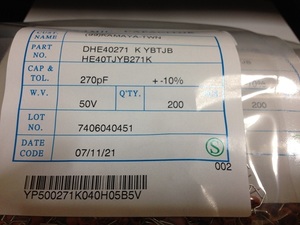 NAME
PART NO. DHE40271 K YBTJB
HE40TJYB271K
CAP & TOL. 270pF +-10%
W.V. 50V Q'TY. 200
LOT NO. 7406040451
DATE CODE 07/11/21 S
002
YP500271K040H05B5V
200